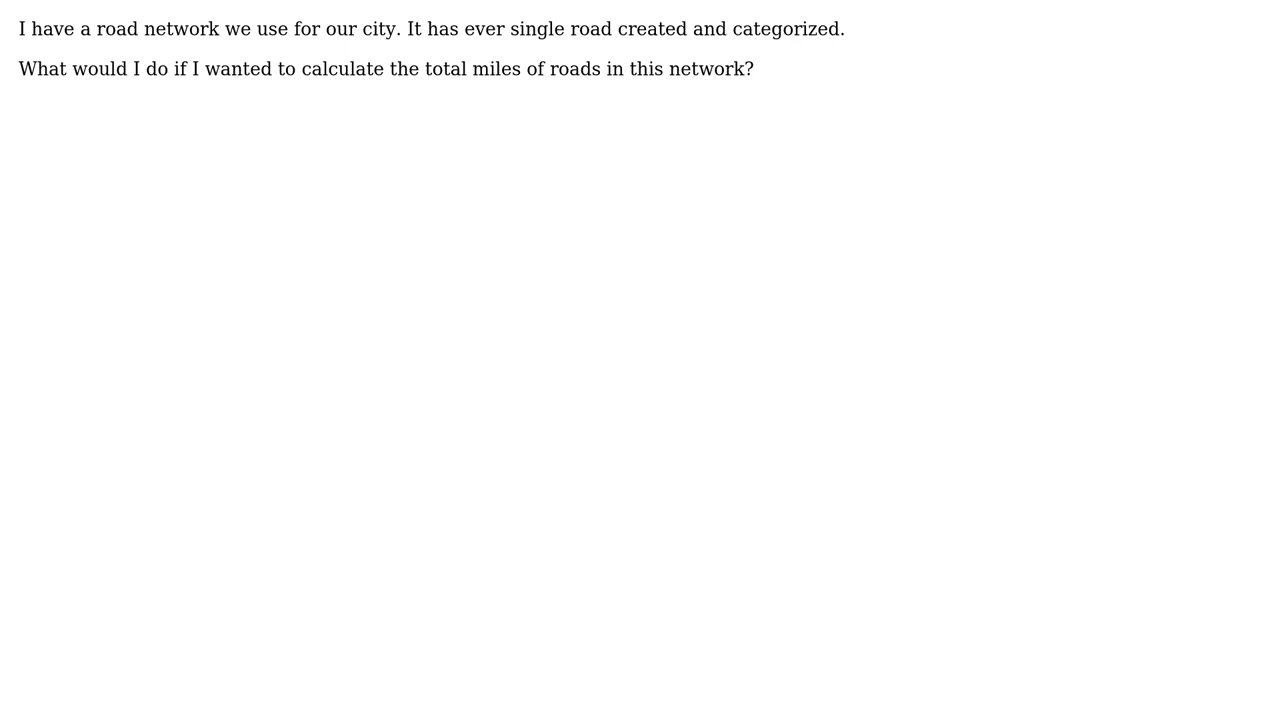 I have a road network we use for our city. It has ever single road created and categorized.
What would I do if I wanted to calculate the total miles of roads in this network?